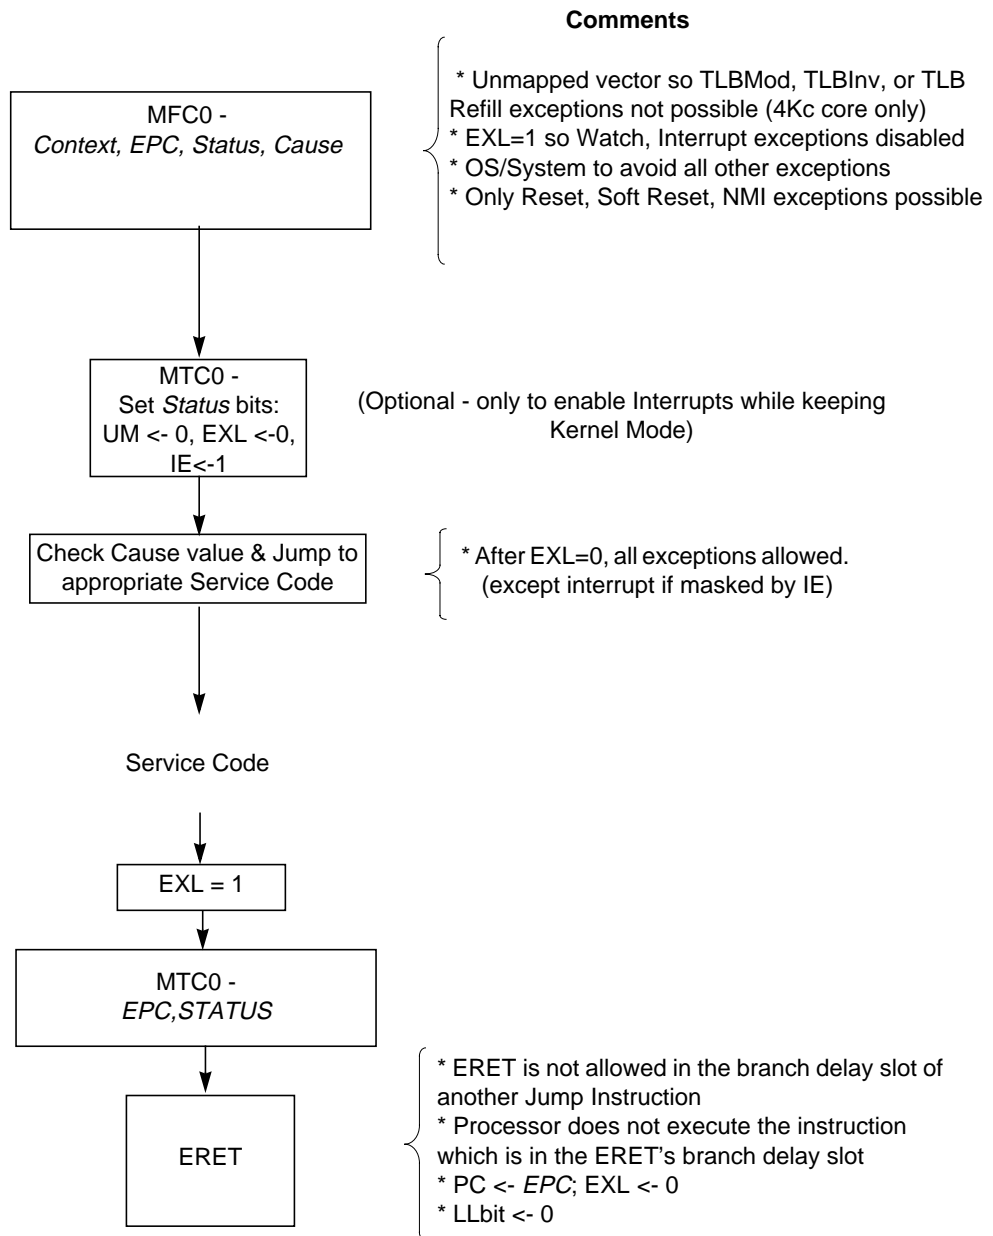 Comments
MFC0 -
Context, EPC, Status, Cause
* Unmapped vector so TLBMod, TLBInv, or TLB
Refill exceptions not possible (4Kc core only)
* EXL=1 so Watch, Interrupt exceptions disabled
* OS/System to avoid all other exceptions
* Only Reset, Soft Reset, NMI exceptions possible
MTC0 -
Set Status bits:
UM <- 0, EXL <-0,
IE<-1
(Optional - only to enable Interrupts while keeping
Kernel Mode)
Check Cause value & Jump to
appropriate Service Code
* After EXL=0, all exceptions allowed.
(except interrupt if masked by IE)
Service Code
EXL = 1
MTC0 -
EPC,STATUS
ERET
* ERET is not allowed in the branch delay slot of
another Jump Instruction
* Processor does not execute the instruction
which is in the ERET's branch delay slot
* PC <- EPC; EXL <- 0
* LLbit <- 0